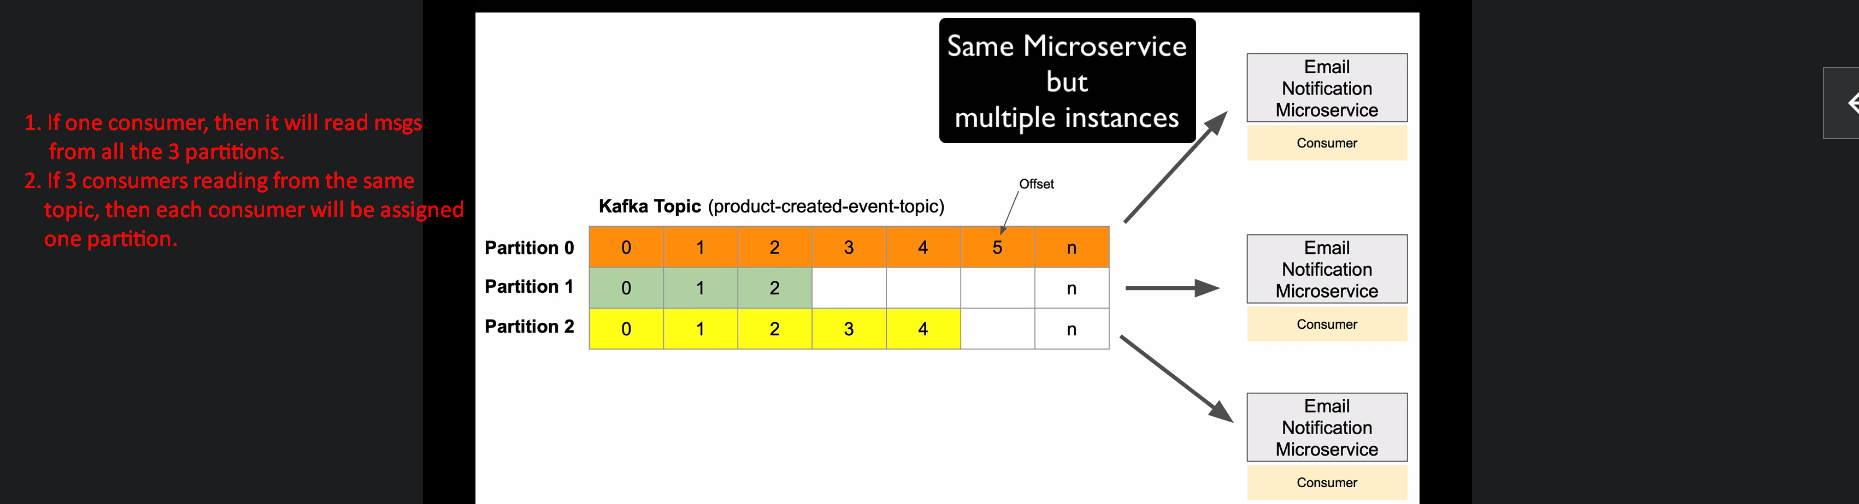 1. If one consumer, then it will read msgs
from all the 3 partitions.
2. If 3 consumers reading from the same
topic, then each consumer will be assigned
one partition.
Same Microservice
but
multiple instances
Offset
Kafka Topic (product-created-event-topic)
Partition 0 0 1 2 3 4 5 n
Partition 1 0 1 2 n
Partition 2 0 1 2 3 4 n
Email
Notification
Microservice
Consumer
Email
Notification
Microservice
Consumer
Email
Notification
Microservice
Consumer